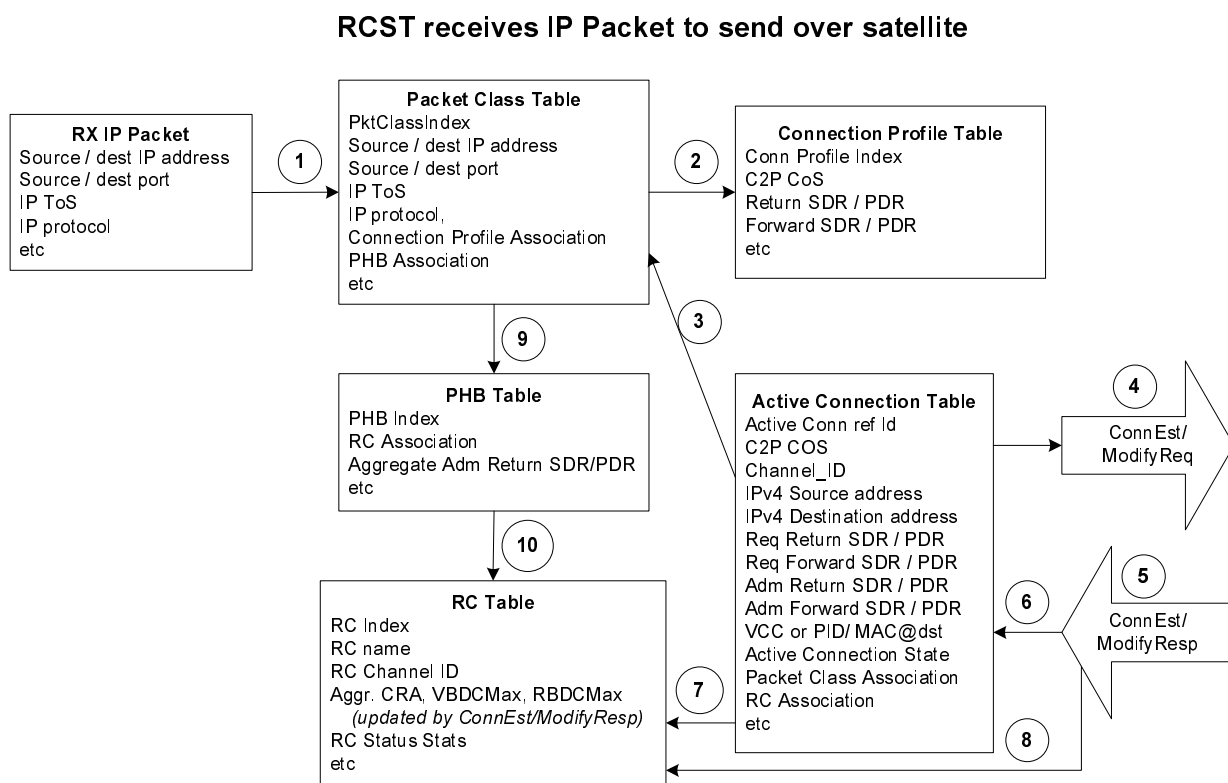 RCST receives IP Packet to send over satellite
RX IP Packet
Source / dest IP address
Source / dest port
IP ToS
IP protocol
etc
1
Packet Class Table
PktClassIndex
Source / dest IP address
Source / dest port
IP ToS
IP protocol,
Connection Profile Association
PHB Association
etc
2
Connection Profile Table
Conn Profile Index
C2P CoS
Return SDR / PDR
Forward SDR / PDR
etc
3
9
PHB Table
PHB Index
RC Association
Aggregate Adm Return SDR/PDR
etc
10
RC Table
RC Index
RC name
RC Channel ID
Aggr. CRA, VBDCMax, RBDCMax
(updated by ConnEst/ModifyResp)
RC Status Stats
etc
Active Connection Table
Active Conn ref Id
C2P COS
Channel_ID
IPv4 Source address
IPv4 Destination address
Req Return SDR / PDR
Req Forward SDR / PDR
Adm Return SDR / PDR
Adm Forward SDR / PDR
VCC or PID/ MAC@dst
Active Connection State
Packet Class Association
RC Association
etc
4
ConnEst/
ModifyReq
5
ConnEst/
ModifyResp
6
7
8